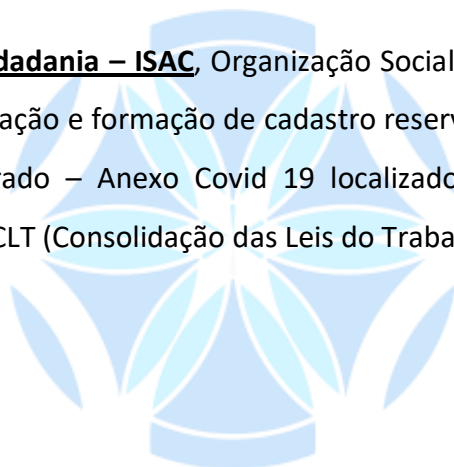 dadania – ISAC, Organização Social
ação e formação de cadastro reserv
rado – Anexo Covid 19 localizado
CLT (Consolidação das Leis do Traba